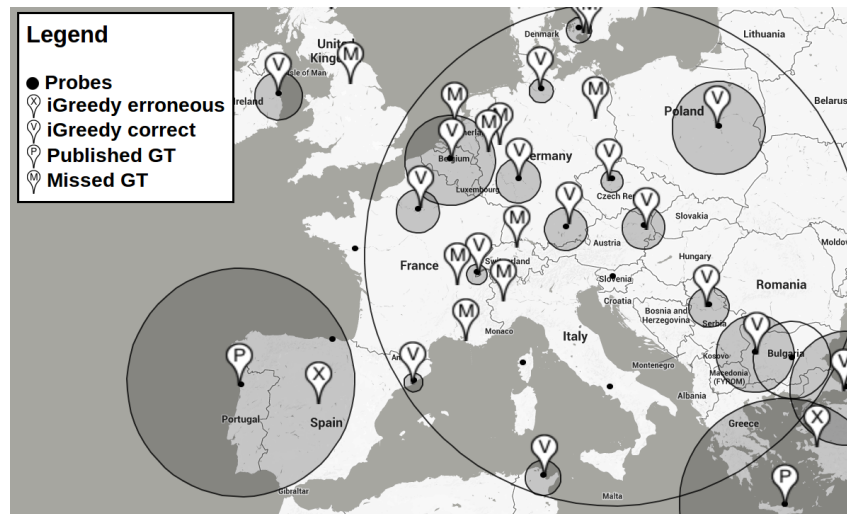 Legend
Probes
X iGreedy erroneous
V iGreedy correct
P Published GT
M Missed GT
Denmark
Lithuania
United
V
M
V
Isle of Man
Ireland
M
M
Poland
V
Belarus
M
M
V
Belgium
Germany
V
Luxembourg
V
Czech Re
V
V
V
Slovakia
M
Austria
France
M
V
Switzerland
M
Hungary
Moldov
V
Slovenia
Croatia
Romania
Bosnia and
Herzegovina
Serbia
M
Monaco
Italy
V
Kosovo
Bulgaria
Montenegro
Macedonia
(FYROM)
P
X
V
V
Albania
Portugal
Spain
Greece
X
V
P
Gibraltar
Malta